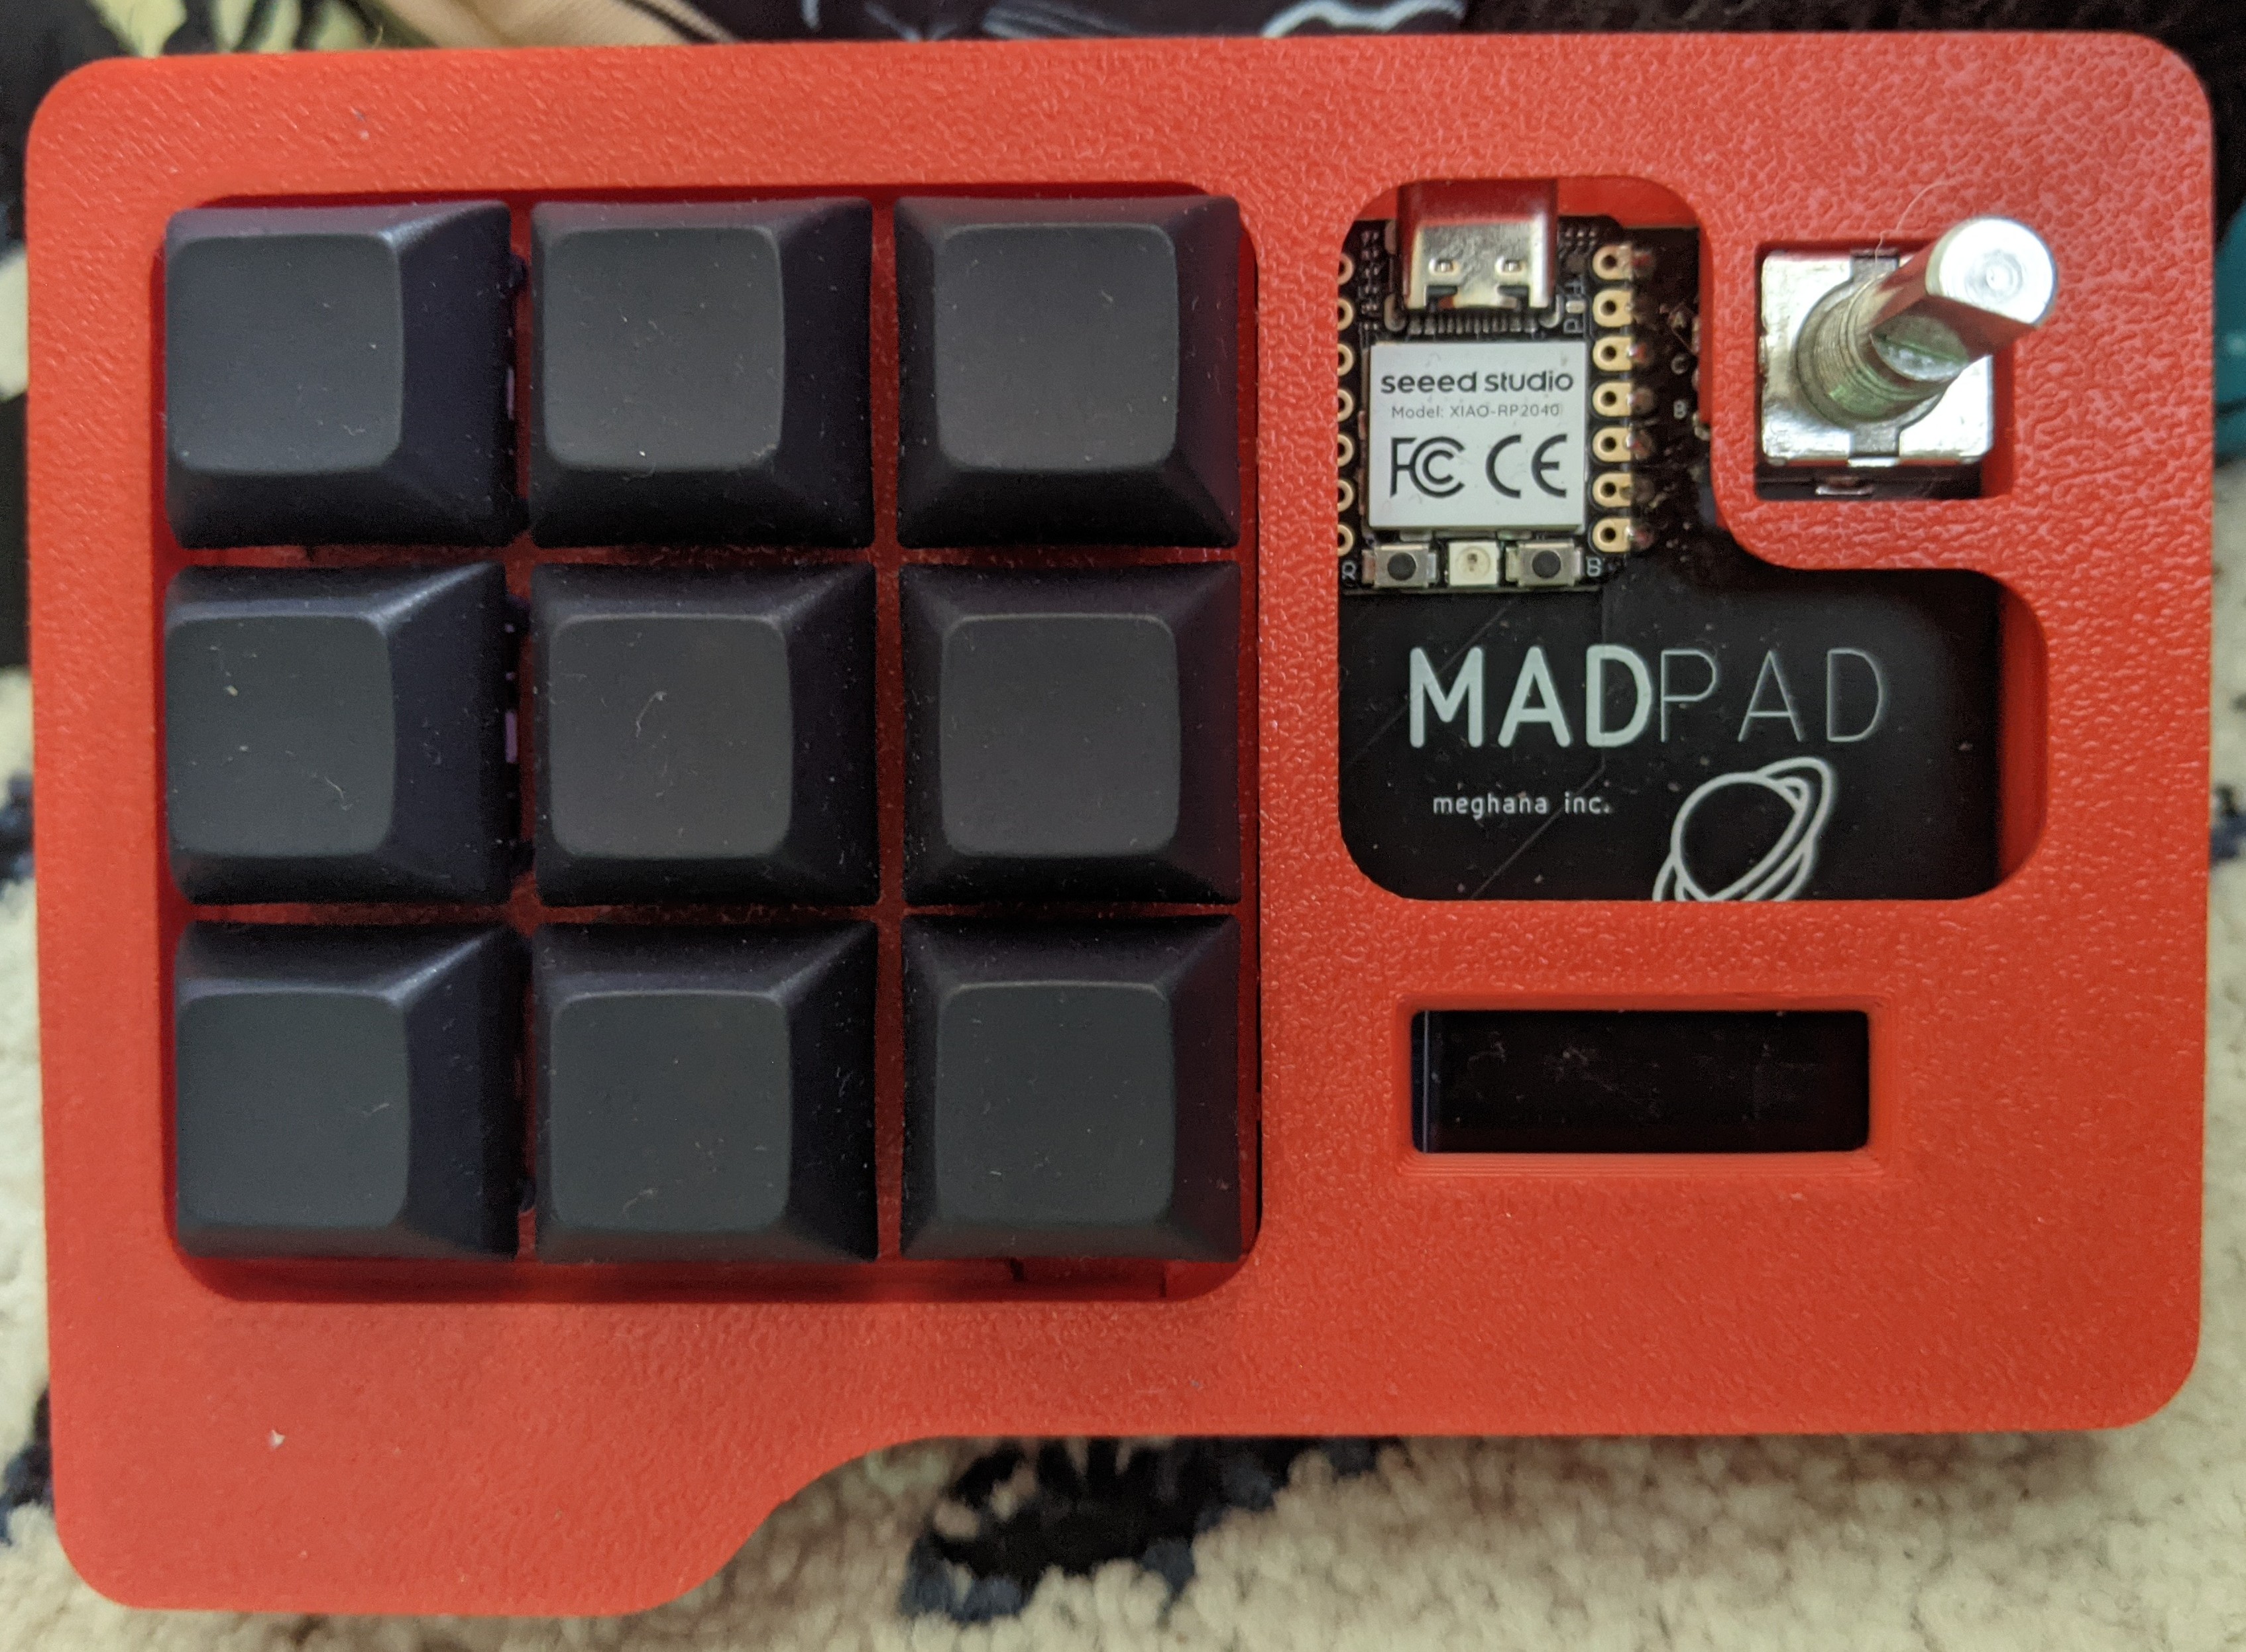 seeed studio
Model: XIAO-RP2040
FC CE
A
C
B
R
B
MADPAD
meghana inc.